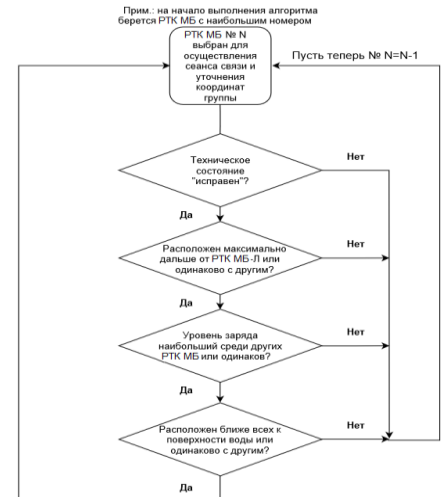 Прим.: на начало выполнения алгоритма
берется РТК МБ с наибольшим номером
РТК МБ № N
выбран для
осуществления
сеанса связи и
уточнения
координат
группы
Пусть теперь № N=N-1
Техническое
состояние
"исправен"?
Нет
Да
Расположен максимально
дальше от РТК МБ-Л или
одинаково с другим?
Нет
Да
Уровень заряда
наибольший среди других
РТК МБ или одинаков?
Нет
Да
Расположен ближе всех к
поверхности воды или
одинаково с другим?
Нет
Да